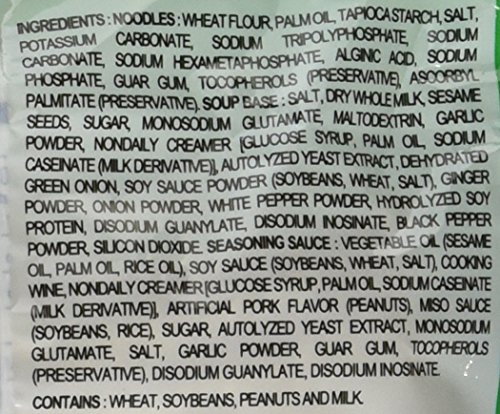 INGREDIENTS : NOODLES : WHEAT FLOUR, PALM OIL, TAPIOCA STARCH, SALT,
POTASSIUM CARBONATE, SODIUM TRIPOLYPHOSPHATE, SODIUM
CARBONATE, SODIUM HEXAMETAPHOSPHATE, ALGINIC ACID, SODIUM
PHOSPHATE, GUAR GUM, TOCOPHEROLS (PRESERVATIVE), ASCORBYL
PALMITATE (PRESERVATIVE). SOUP BASE : SALT, DRY WHOLE MILK, SESAME
SEEDS, SUGAR, MONOSODIUM GLUTAMATE, MALTODEXTRIN, GARLIC
POWDER, NONDAILY CREAMER [GLUCOSE SYRUP, PALM OIL, SODIUM
CASEINATE (MILK DERIVATIVE)], AUTOLYZED YEAST EXTRACT, DEHYDRATED
GREEN ONION, SOY SAUCE POWDER (SOYBEANS, WHEAT, SALT), GINGER
POWDER, ONION POWDER, WHITE PEPPER POWDER, HYDROLYZED SOY
PROTEIN, DISODIUM GUANYLATE, DISODIUM INOSINATE, BLACK PEPPER
POWDER, SILICON DIOXIDE. SEASONING SAUCE : VEGETABLE OIL (SESAME
OIL, PALM OIL, RICE OIL), SOY SAUCE (SOYBEANS, WHEAT, SALT), COOKING
WINE, NONDAILY CREAMER [GLUCOSE SYRUP, PALM OIL, SODIUM CASEINATE
(MILK DERIVATIVE)], ARTIFICIAL PORK FLAVOR (PEANUTS), MISO SAUCE
(SOYBEANS, RICE), SUGAR, AUTOLYZED YEAST EXTRACT, MONOSODIUM
GLUTAMATE, SALT, GARLIC POWDER, GUAR GUM, TOCOPHEROLS
(PRESERVATIVE), DISODIUM GUANYLATE, DISODIUM INOSINATE.
CONTAINS : WHEAT, SOYBEANS, PEANUTS AND MILK.